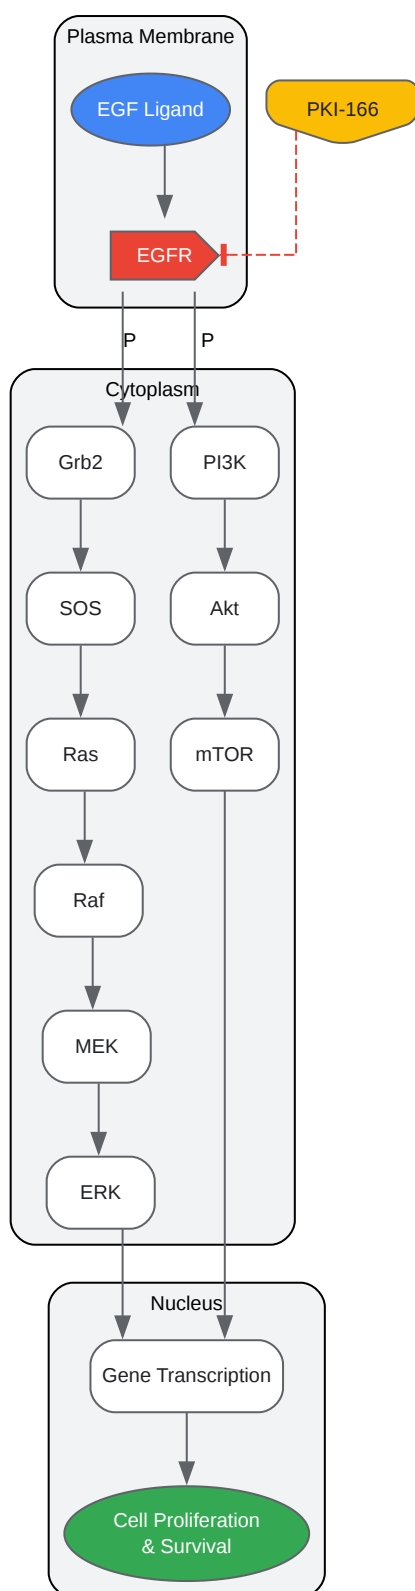 Plasma Membrane
EGF Ligand
PKI-166
EGFR
P
P
Cytoplasm
Grb2
PI3K
SOS
Akt
Ras
mTOR
Raf
MEK
ERK
Nucleus
Gene Transcription
Cell Proliferation
& Survival